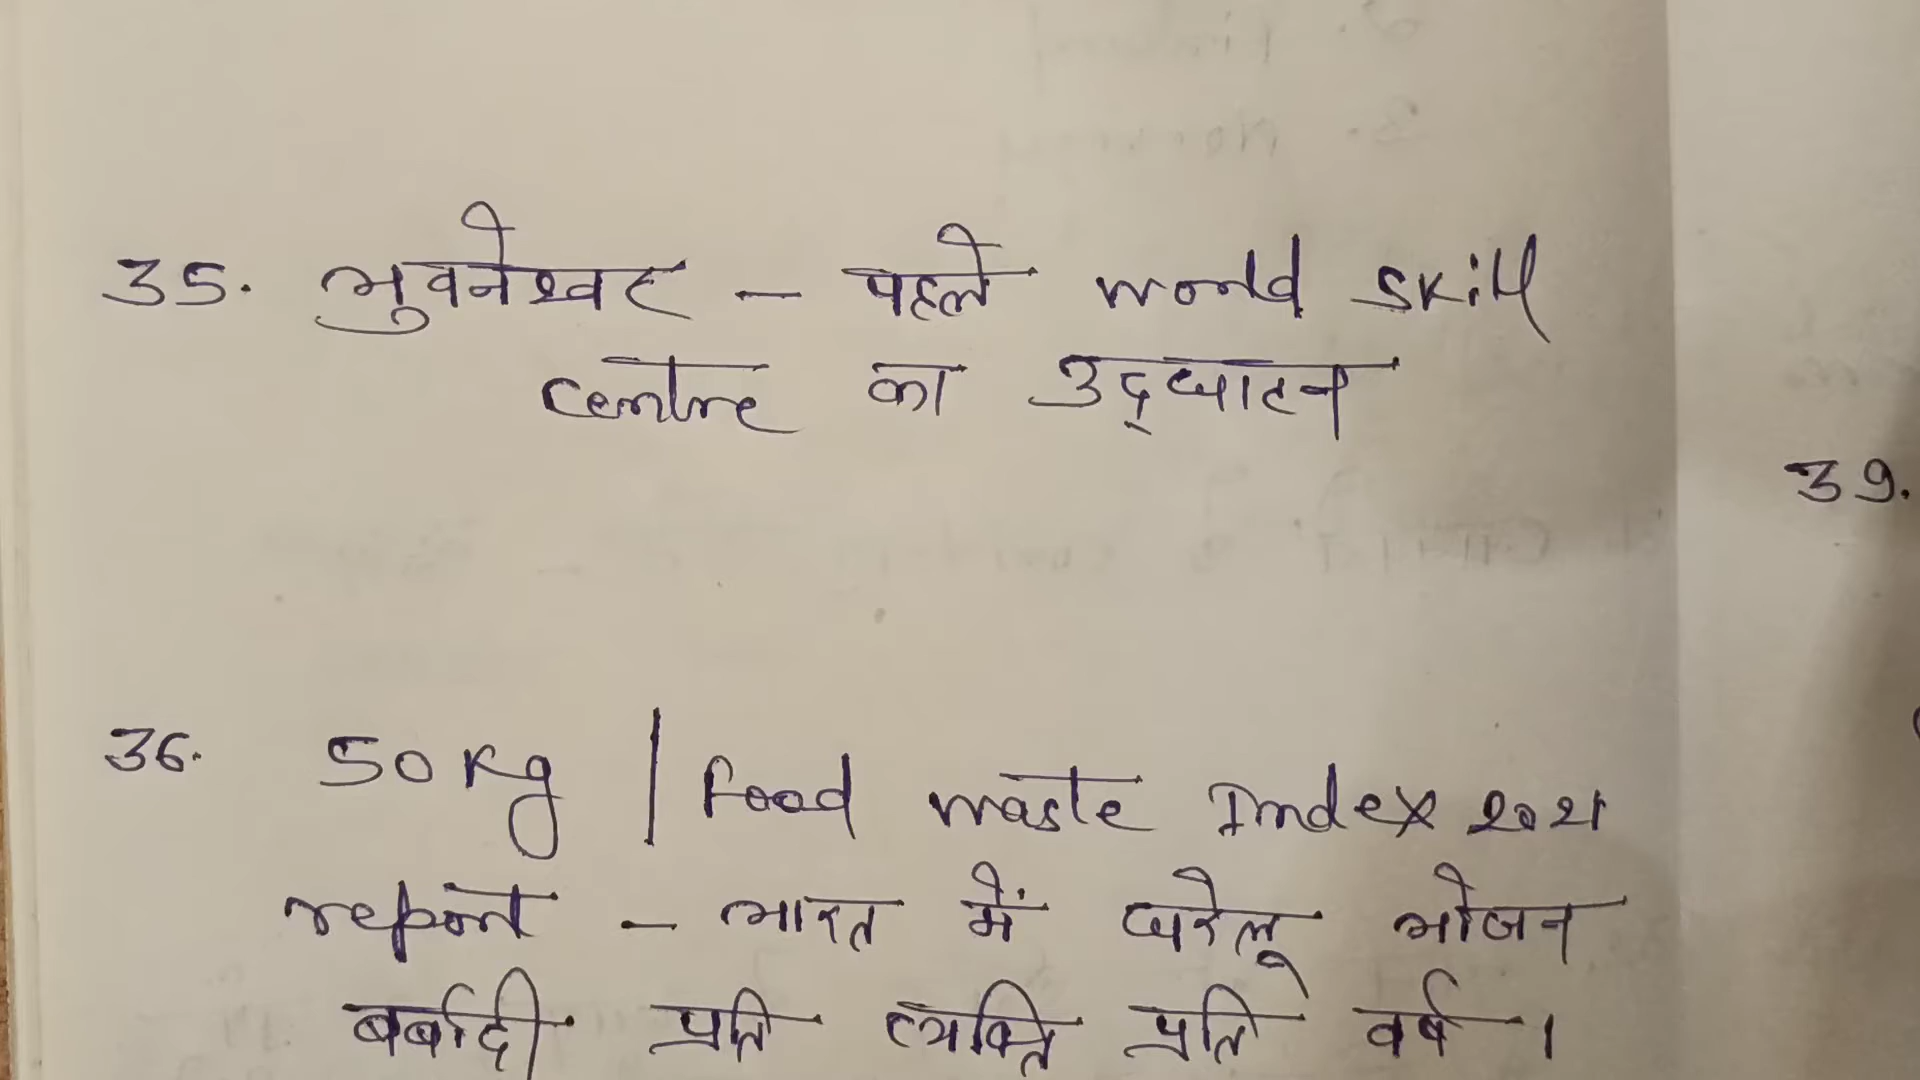 35. भुवनेश्वर – पहले world skill
centre का उद्घाटन
36. 50 kg | Food waste Index 2021
report – भारत में घरेलू भोजन
बर्बादी प्रति व्यक्ति प्रति वर्ष।
39.